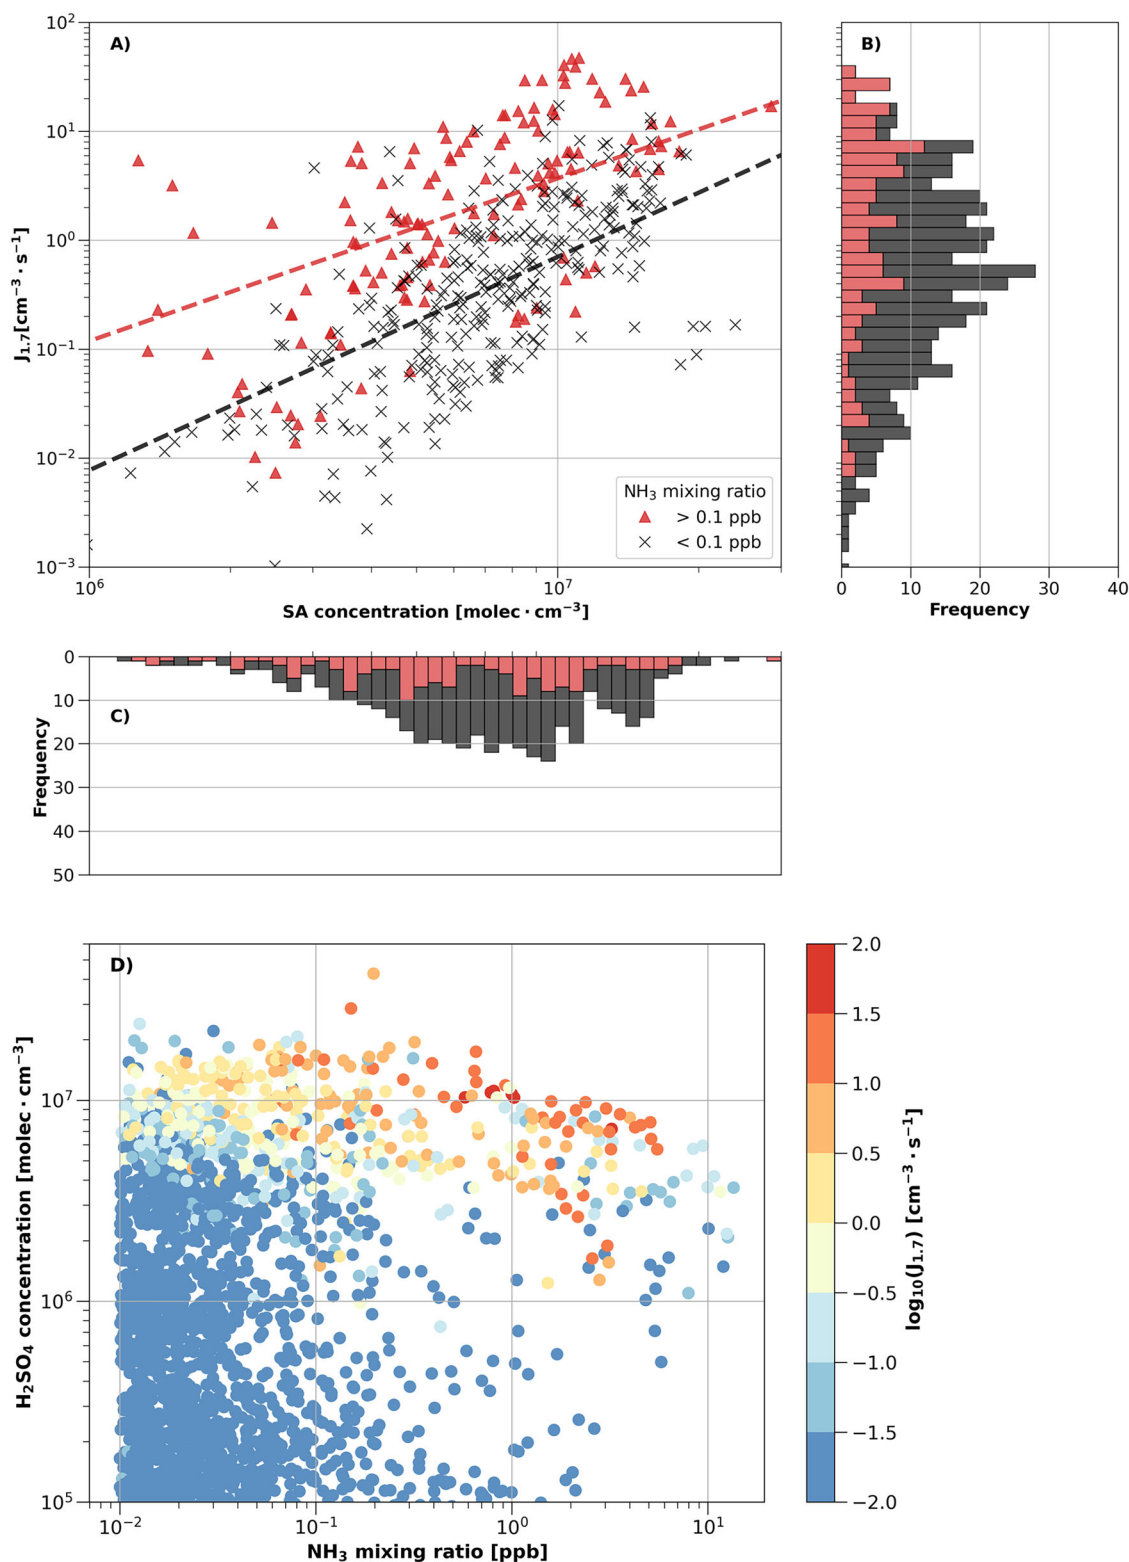 A)
B)
10²
10¹
10⁰
10⁻¹
10⁻²
10⁻³
J₁.₇[cm⁻³ · s⁻¹]
NH₃ mixing ratio
> 0.1 ppb
< 0.1 ppb
10⁶ 10⁷
SA concentration [molec · cm⁻³]
0 10 20 30 40
Frequency
0
10
20
30
40
50
Frequency
C)
D)
10⁷
10⁶
10⁵
H₂SO₄ concentration [molec · cm⁻³]
10⁻² 10⁻¹ 10⁰ 10¹
NH₃ mixing ratio [ppb]
2.0
1.5
1.0
0.5
0.0
−0.5
−1.0
−1.5
−2.0
log₁₀(J₁.₇) [cm⁻³ · s⁻¹]